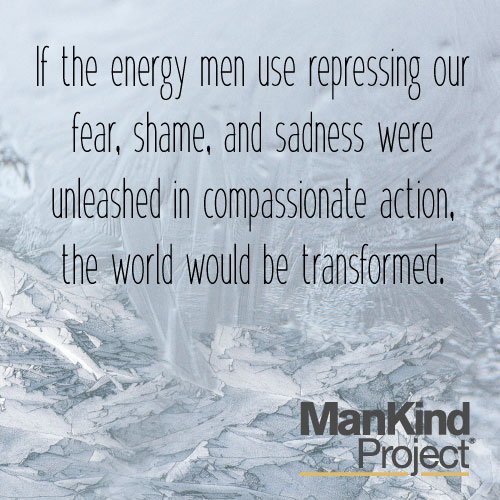 If the energy men use repressing our
fear, shame, and sadness were
unleashed in compassionate action,
the world would be transformed.
ManKind
Project®